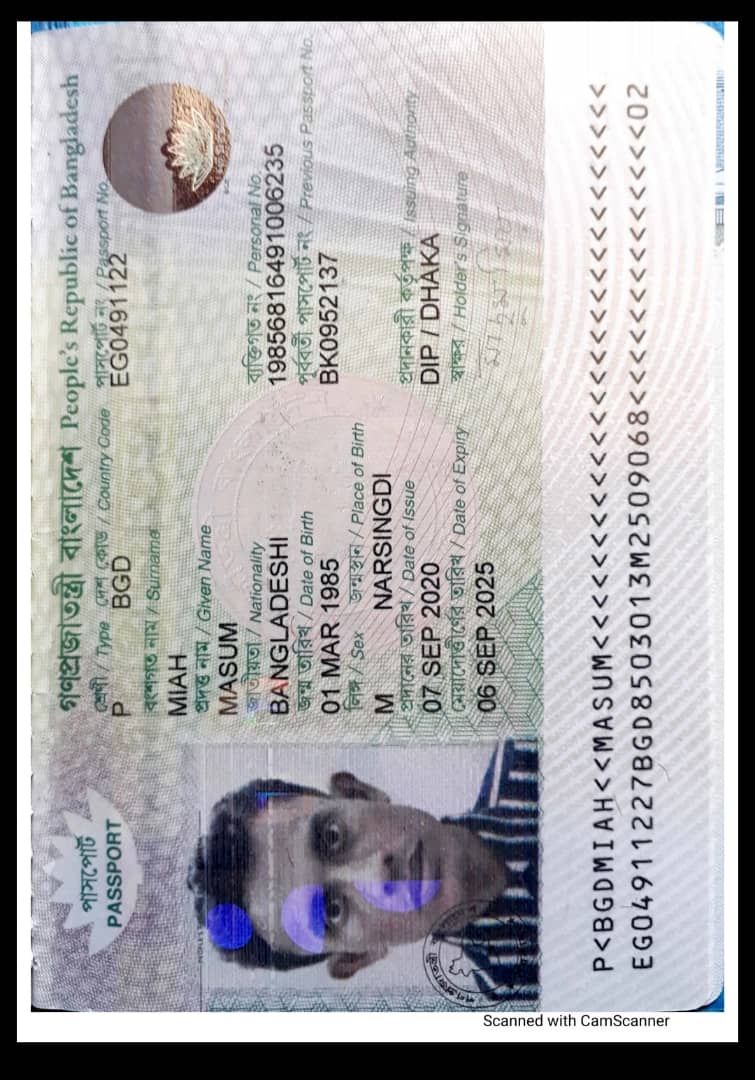 পাসপোর্ট
PASSPORT
গণপ্রজাতন্ত্রী বাংলাদেশ People's Republic of Bangladesh
শ্রেণী / Type দেশ কোড / Country Code পাসপোর্ট নং / Passport No.
P BGD EG0491122
বংশগত নাম / Surname
MIAH
প্রদত্ত নাম / Given Name
MASUM
জাতীয়তা / Nationality ব্যক্তিগত নং / Personal No.
BANGLADESHI 19856816491006235
জন্ম তারিখ / Date of Birth পূর্ববর্তী পাসপোর্ট নং / Previous Passport No.
01 MAR 1985 BK0952137
লিঙ্গ / Sex জন্মস্থান / Place of Birth
M NARSINGDI
প্রদানের তারিখ / Date of Issue প্রদানকারী কর্তৃপক্ষ / Issuing Authority
07 SEP 2020 DIP / DHAKA
মেয়াদোত্তীর্ণের তারিখ / Date of Expiry স্বাক্ষর / Holder's Signature
06 SEP 2025
P<BGDMIAH<<MASUM<<<<<<<<<<<<<<<<<<<<<<<<<<<<
EG04911227BGD8503013M2509068<<<<<<<<<<<<<<02
Scanned with CamScanner